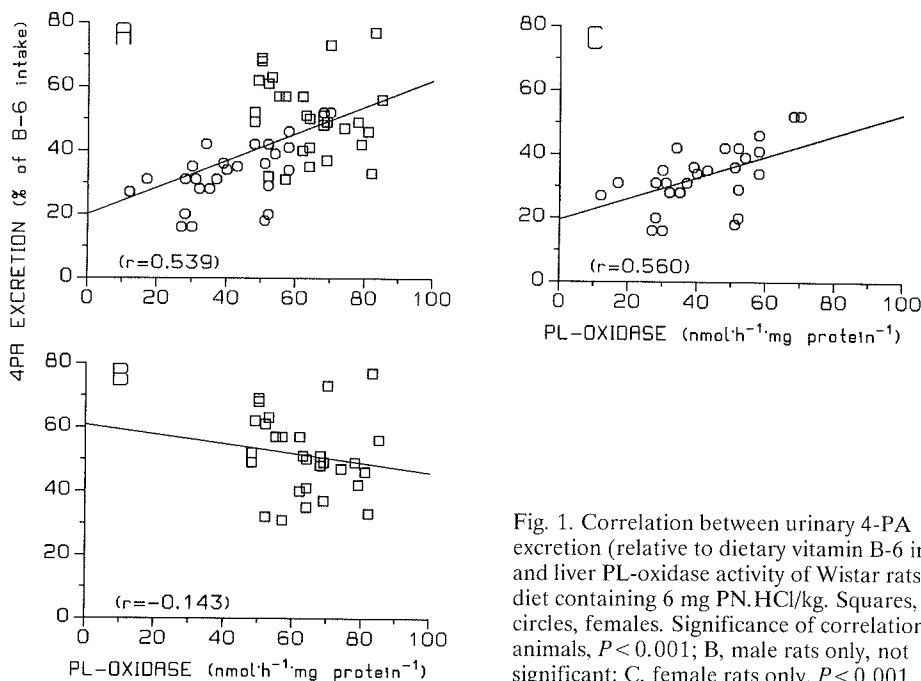 A
80
60
40
20
0
(r=0.539)
0 20 40 60 80 100
4PA EXCRETION (% of B-6 intake)
C
80
60
40
20
0
(r=0.560)
0 20 40 60 80 100
PL-OXIDASE (nmol·h⁻¹·mg protein⁻¹)
B
80
60
40
20
0
(r=-0.143)
0 20 40 60 80 100
PL-OXIDASE (nmol·h⁻¹·mg protein⁻¹)
Fig. 1. Correlation between urinary 4-PA
excretion (relative to dietary vitamin B-6 in
and liver PL-oxidase activity of Wistar rats
diet containing 6 mg PN.HCl/kg. Squares,
circles, females. Significance of correlation
animals, P < 0.001; B, male rats only, not
significant; C, female rats only, P < 0.001